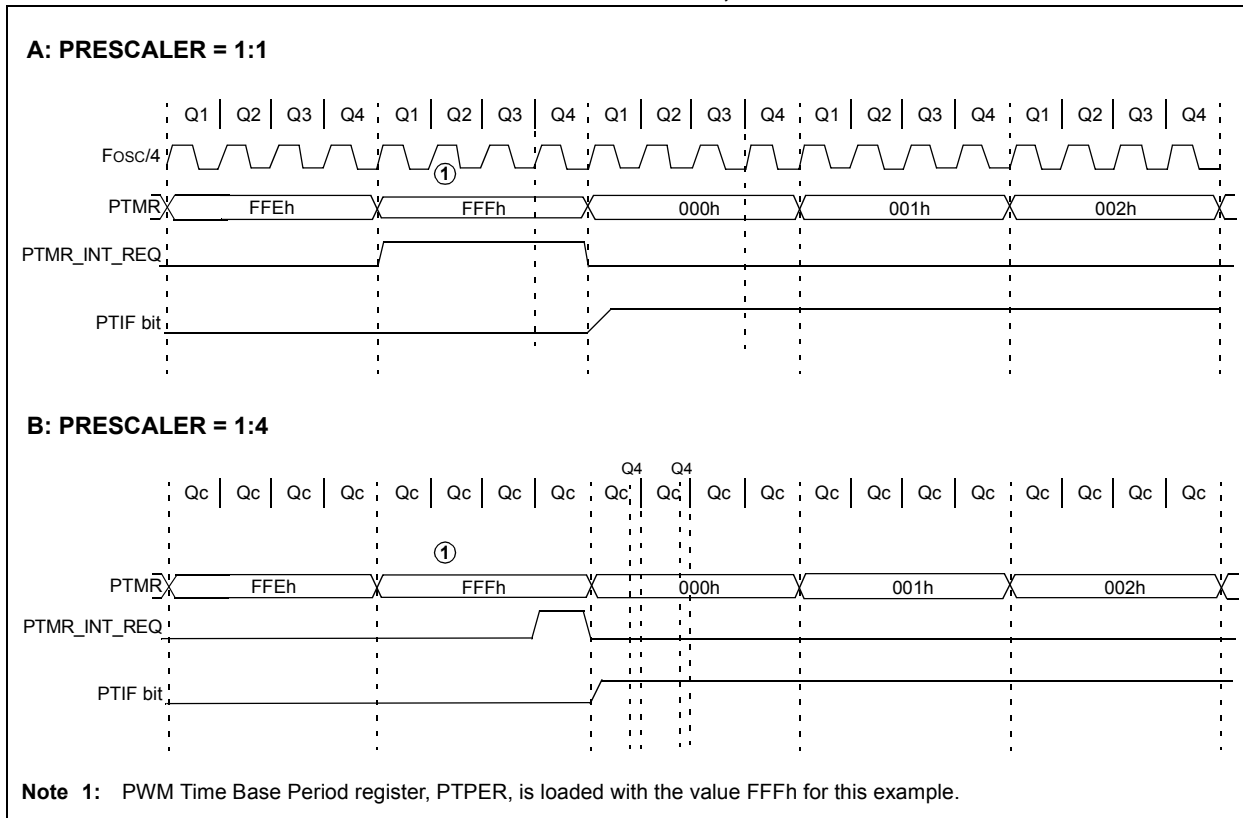 A: PRESCALER = 1:1
Q1 Q2 Q3 Q4 Q1 Q2 Q3 Q4 Q1 Q2 Q3 Q4 Q1 Q2 Q3 Q4 Q1 Q2 Q3 Q4
FOSC/4
1
PTMR FFEh FFFh 000h 001h 002h
PTMR_INT_REQ
PTIF bit
B: PRESCALER = 1:4
Q4 Q4
Qc Qc Qc Qc Qc Qc Qc Qc Qc Qc Qc Qc Qc Qc Qc Qc Qc Qc Qc Qc
1
PTMR FFEh FFFh 000h 001h 002h
PTMR_INT_REQ
PTIF bit
Note 1: PWM Time Base Period register, PTPER, is loaded with the value FFFh for this example.